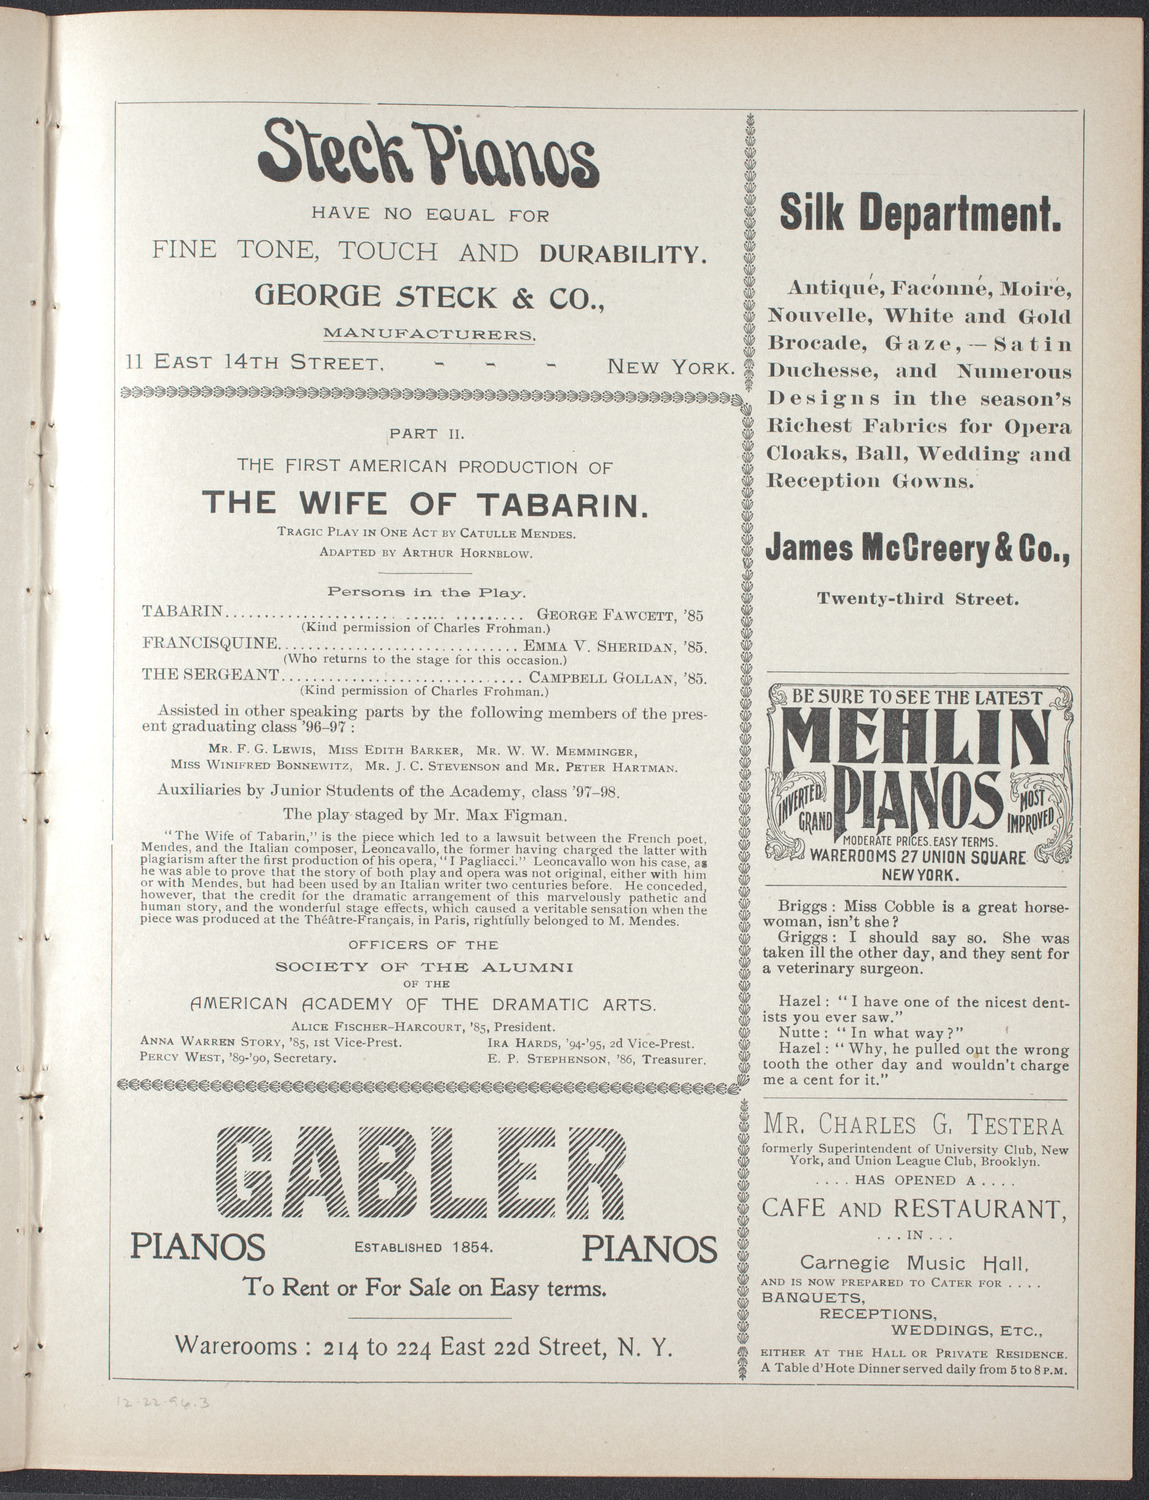 Steck Pianos
HAVE NO EQUAL FOR
FINE TONE, TOUCH AND DURABILITY.
GEORGE STECK & CO.,
MANUFACTURERS,
11 EAST 14TH STREET, - - - NEW YORK.
PART II.
THE FIRST AMERICAN PRODUCTION OF
THE WIFE OF TABARIN.
TRAGIC PLAY IN ONE ACT BY CATULLE MENDES.
ADAPTED BY ARTHUR HORNBLOW.
Persons in the Play.
TABARIN.................................................. GEORGE FAWCETT, '85
(Kind permission of Charles Frohman.)
FRANCISQUINE.............................. EMMA V. SHERIDAN, '85.
(Who returns to the stage for this occasion.)
THE SERGEANT.............................. CAMPBELL GOLLAN, '85.
(Kind permission of Charles Frohman.)
Assisted in other speaking parts by the following members of the pres-
ent graduating class '96-97 :
MR. F. G. LEWIS, MISS EDITH BARKER, MR. W. W. MEMMINGER,
MISS WINIFRED BONNEWITZ, MR. J. C. STEVENSON and MR. PETER HARTMAN.
Auxiliaries by Junior Students of the Academy, class '97-98.
The play staged by Mr. Max Figman.
"The Wife of Tabarin," is the piece which led to a lawsuit between the French poet,
Mendes, and the Italian composer, Leoncavallo, the former having charged the latter with
plagiarism after the first production of his opera, "I Pagliacci." Leoncavallo won his case, as
he was able to prove that the story of both play and opera was not original, either with him
or with Mendes, but had been used by an Italian writer two centuries before. He conceded,
however, that the credit for the dramatic arrangement of this marvelously pathetic and
human story, and the wonderful stage effects, which caused a veritable sensation when the
piece was produced at the Théâtre-Français, in Paris, rightfully belonged to M. Mendes.
OFFICERS OF THE
SOCIETY OF THE ALUMNI
OF THE
AMERICAN ACADEMY OF THE DRAMATIC ARTS.
ALICE FISCHER-HARCOURT, '85, President.
ANNA WARREN STORY, '85, 1st Vice-Prest. IRA HARDS, '94-'95, 2d Vice-Prest.
PERCY WEST, '89-'90, Secretary. E. P. STEPHENSON, '86, Treasurer.
GABLER
PIANOS ESTABLISHED 1854. PIANOS
To Rent or For Sale on Easy terms.
Warerooms : 214 to 224 East 22d Street, N. Y.
12-22-96.3
Silk Department.
Antiqué, Faconné, Moiré,
Nouvelle, White and Gold
Brocade, Gaze,—Satin
Duchesse, and Numerous
Designs in the season's
Richest Fabrics for Opera
Cloaks, Ball, Wedding and
Reception Gowns.
James McCreery & Co.,
Twenty-third Street.
BE SURE TO SEE THE LATEST
MEHLIN
PIANOS
INVERTED GRAND
MOST IMPROVED
MODERATE PRICES. EASY TERMS.
WAREROOMS 27 UNION SQUARE
NEW YORK.
Briggs : Miss Cobble is a great horse-
woman, isn't she?
Griggs : I should say so. She was
taken ill the other day, and they sent for
a veterinary surgeon.
Hazel : "I have one of the nicest dent-
ists you ever saw."
Nutte : "In what way?"
Hazel : "Why, he pulled out the wrong
tooth the other day and wouldn't charge
me a cent for it."
MR. CHARLES G. TESTERA
formerly Superintendent of University Club, New
York, and Union League Club, Brooklyn.
....HAS OPENED A....
CAFE AND RESTAURANT,
...IN...
Carnegie Music Hall,
AND IS NOW PREPARED TO CATER FOR ....
BANQUETS,
RECEPTIONS,
WEDDINGS, ETC.,
EITHER AT THE HALL OR PRIVATE RESIDENCE.
A Table d'Hote Dinner served daily from 5 to 8 P.M.